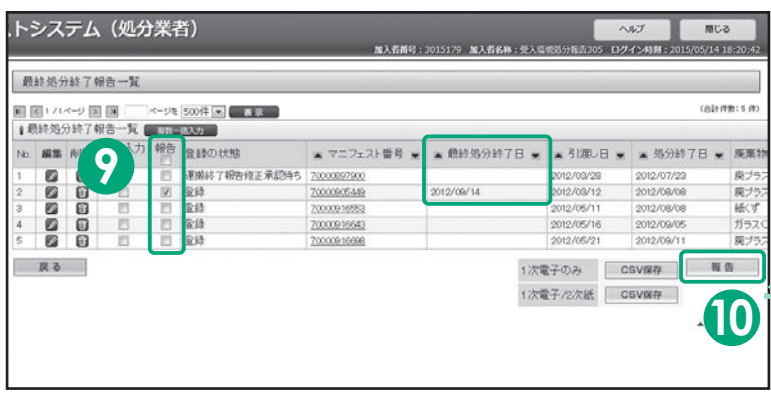 トシステム（処分業者）
ヘルプ 閉じる
加入者番号：3015179 加入者名称：受入環境処分報告305 ログイン時刻：2015/05/14 18:20:42
最終処分終了報告一覧
1 / 1ページ ページを 500件 表示 (合計件数：5 件)
最終処分終了報告一覧 複数一括入力
No. 編集 削 入力 報告 登録の状態 ▲ マニフェスト番号 ▼ ▲ 最終処分終了日 ▼ ▲ 引渡し日 ▼ ▲ 処分終了日 ▼ 廃棄物
1 運搬終了報告修正承認待ち 70000897900 2012/03/28 2012/07/23 廃プラス
2 登録 70000905449 2012/09/14 2012/03/12 2012/08/08 廃プラス
3 登録 70000916553 2012/05/11 2012/08/08 紙くず
4 登録 70000916643 2012/05/16 2012/09/05 ガラスC
5 登録 70000916696 2012/05/21 2012/09/11 廃プラス
9
戻る
1次電子のみ CSV保存 報告
1次電子/2次紙 CSV保存
10